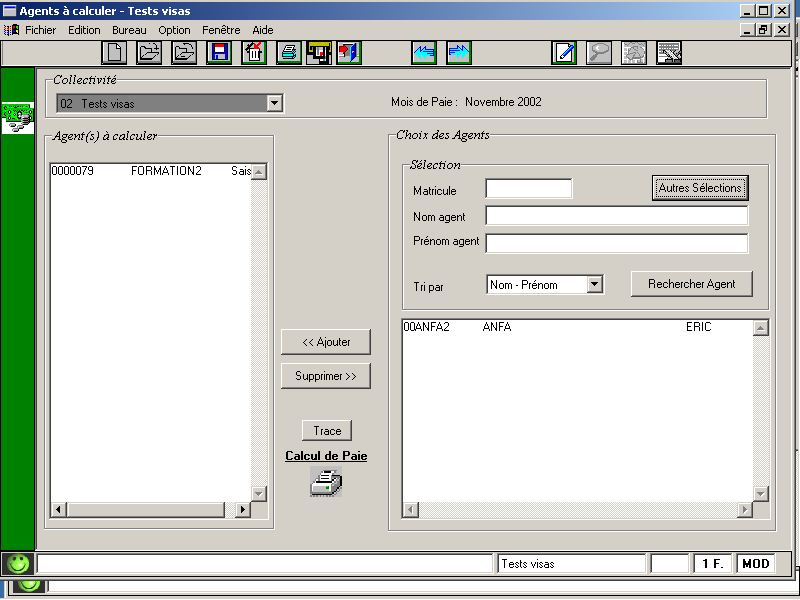 Agents à calculer - Tests visas
Fichier Edition Bureau Option Fenêtre Aide
Collectivité
02 Tests visas
Mois de Paie : Novembre 2002
Agent(s) à calculer
0000079 FORMATION2 Sais
Choix des Agents
Sélection
Matricule
Autres Sélections
Nom agent
Prénom agent
Tri par
Nom - Prénom
Rechercher Agent
00ANFA2 ANFA ERIC
<< Ajouter
Supprimer >>
Trace
Calcul de Paie
Tests visas
1 F.
MOD